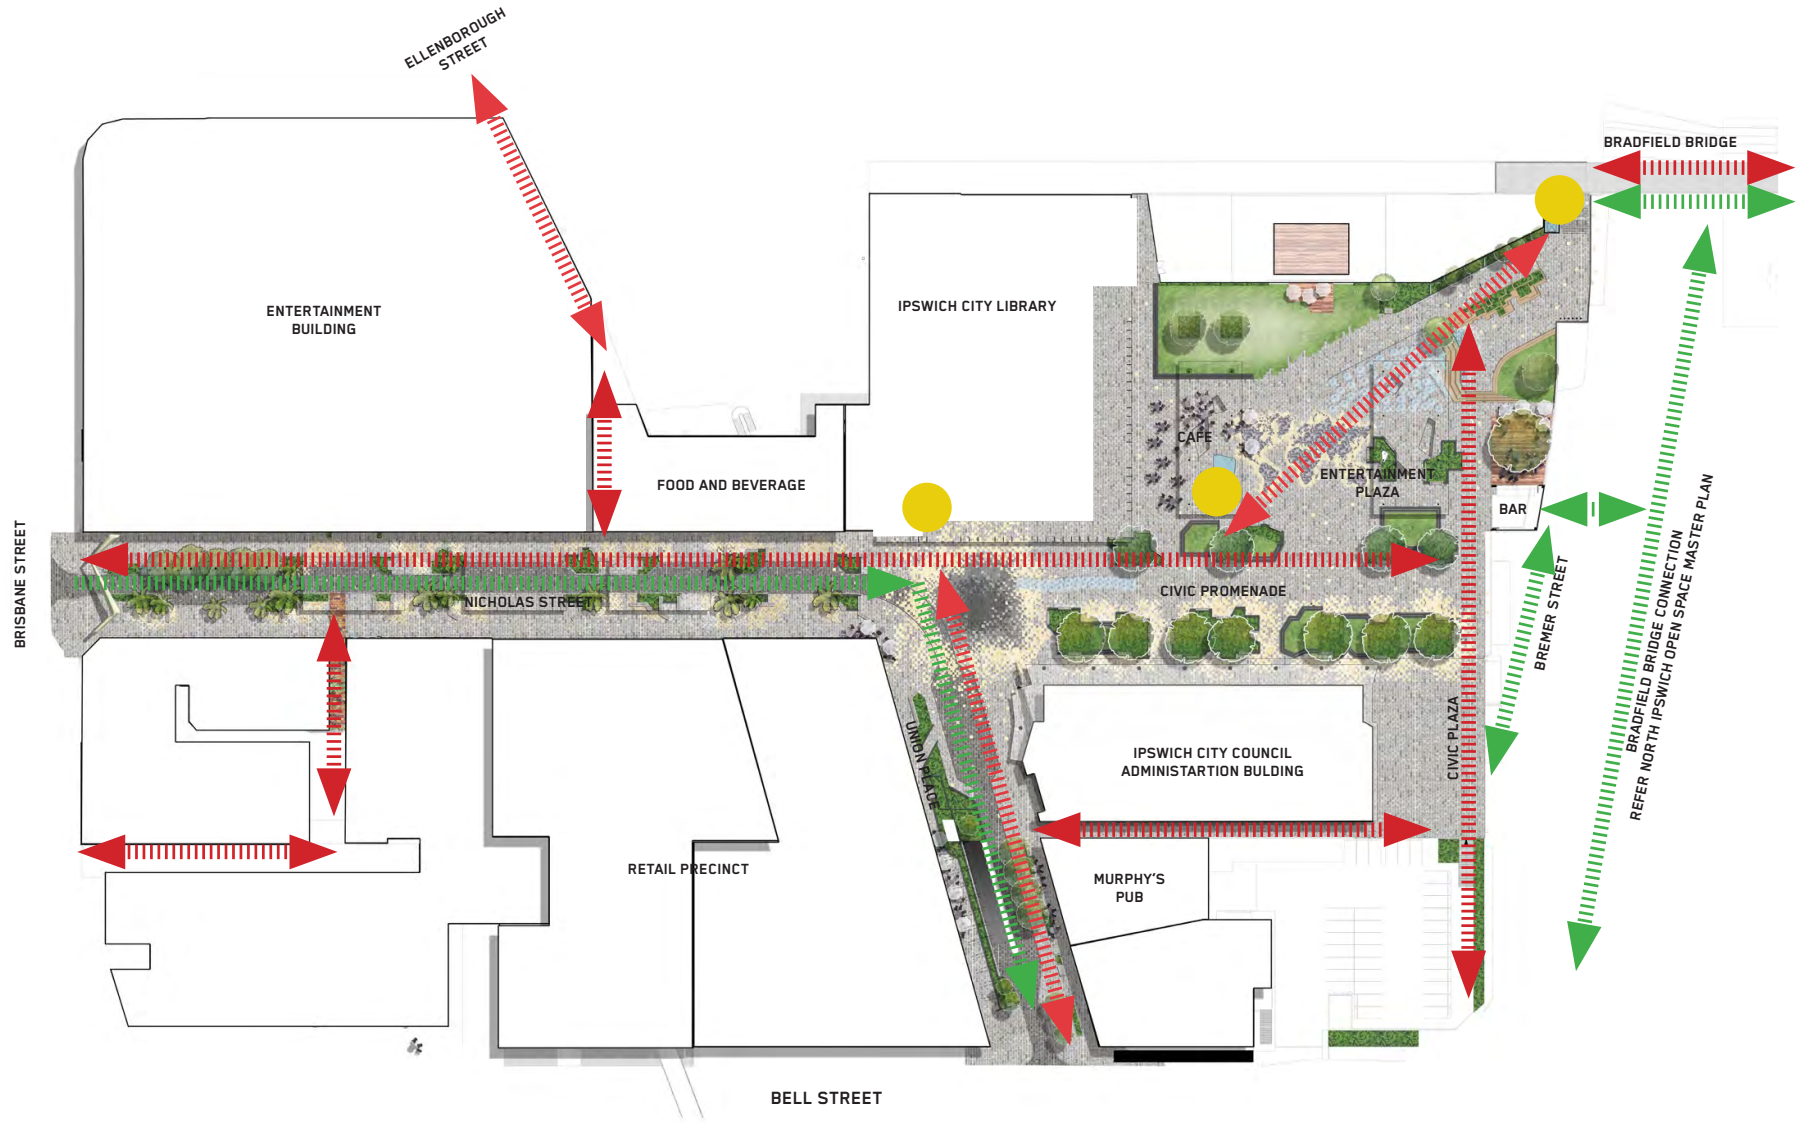 ELLENBOROUGH
STREET
BRADFIELD BRIDGE
ENTERTAINMENT
BUILDING
IPSWICH CITY LIBRARY
CAFE
FOOD AND BEVERAGE
ENTERTAINMENT
PLAZA
BAR
BRISBANE STREET
NICHOLAS STREET
CIVIC PROMENADE
BREMER STREET
BRADFIELD BRIDGE CONNECTION
REFER NORTH IPSWICH OPEN SPACE MASTER PLAN
UNION PLACE
CIVIC PLAZA
IPSWICH CITY COUNCIL
ADMINISTARTION BULDING
RETAIL PRECINCT
MURPHY'S
PUB
BELL STREET